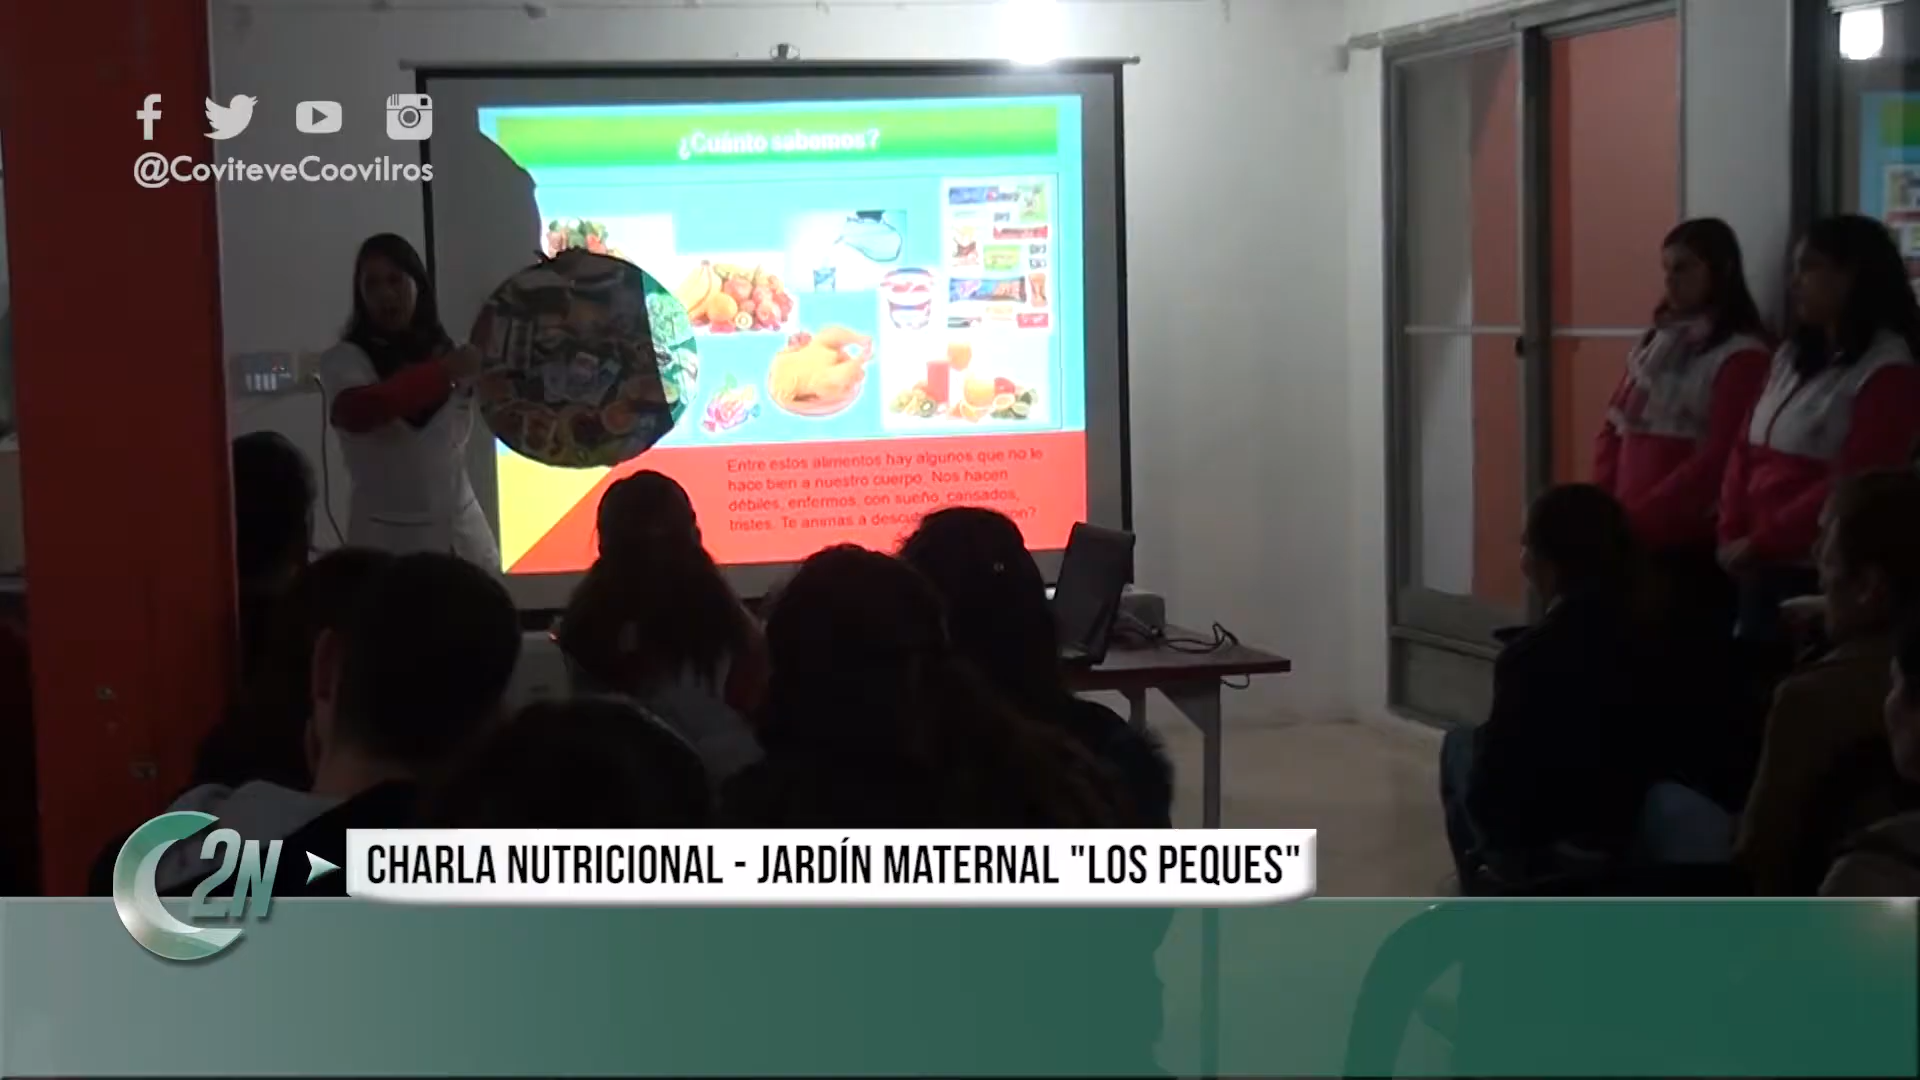 @CoviteveCoovilros
¿Cuánto sabemos?
Entre estos alimentos hay algunos que no le
hace bien a nuestro cuerpo. Nos hacen
débiles, enfermos, con sueño, cansados,
tristes. Te animas a
C2N
CHARLA NUTRICIONAL - JARDÍN MATERNAL "LOS PEQUES"